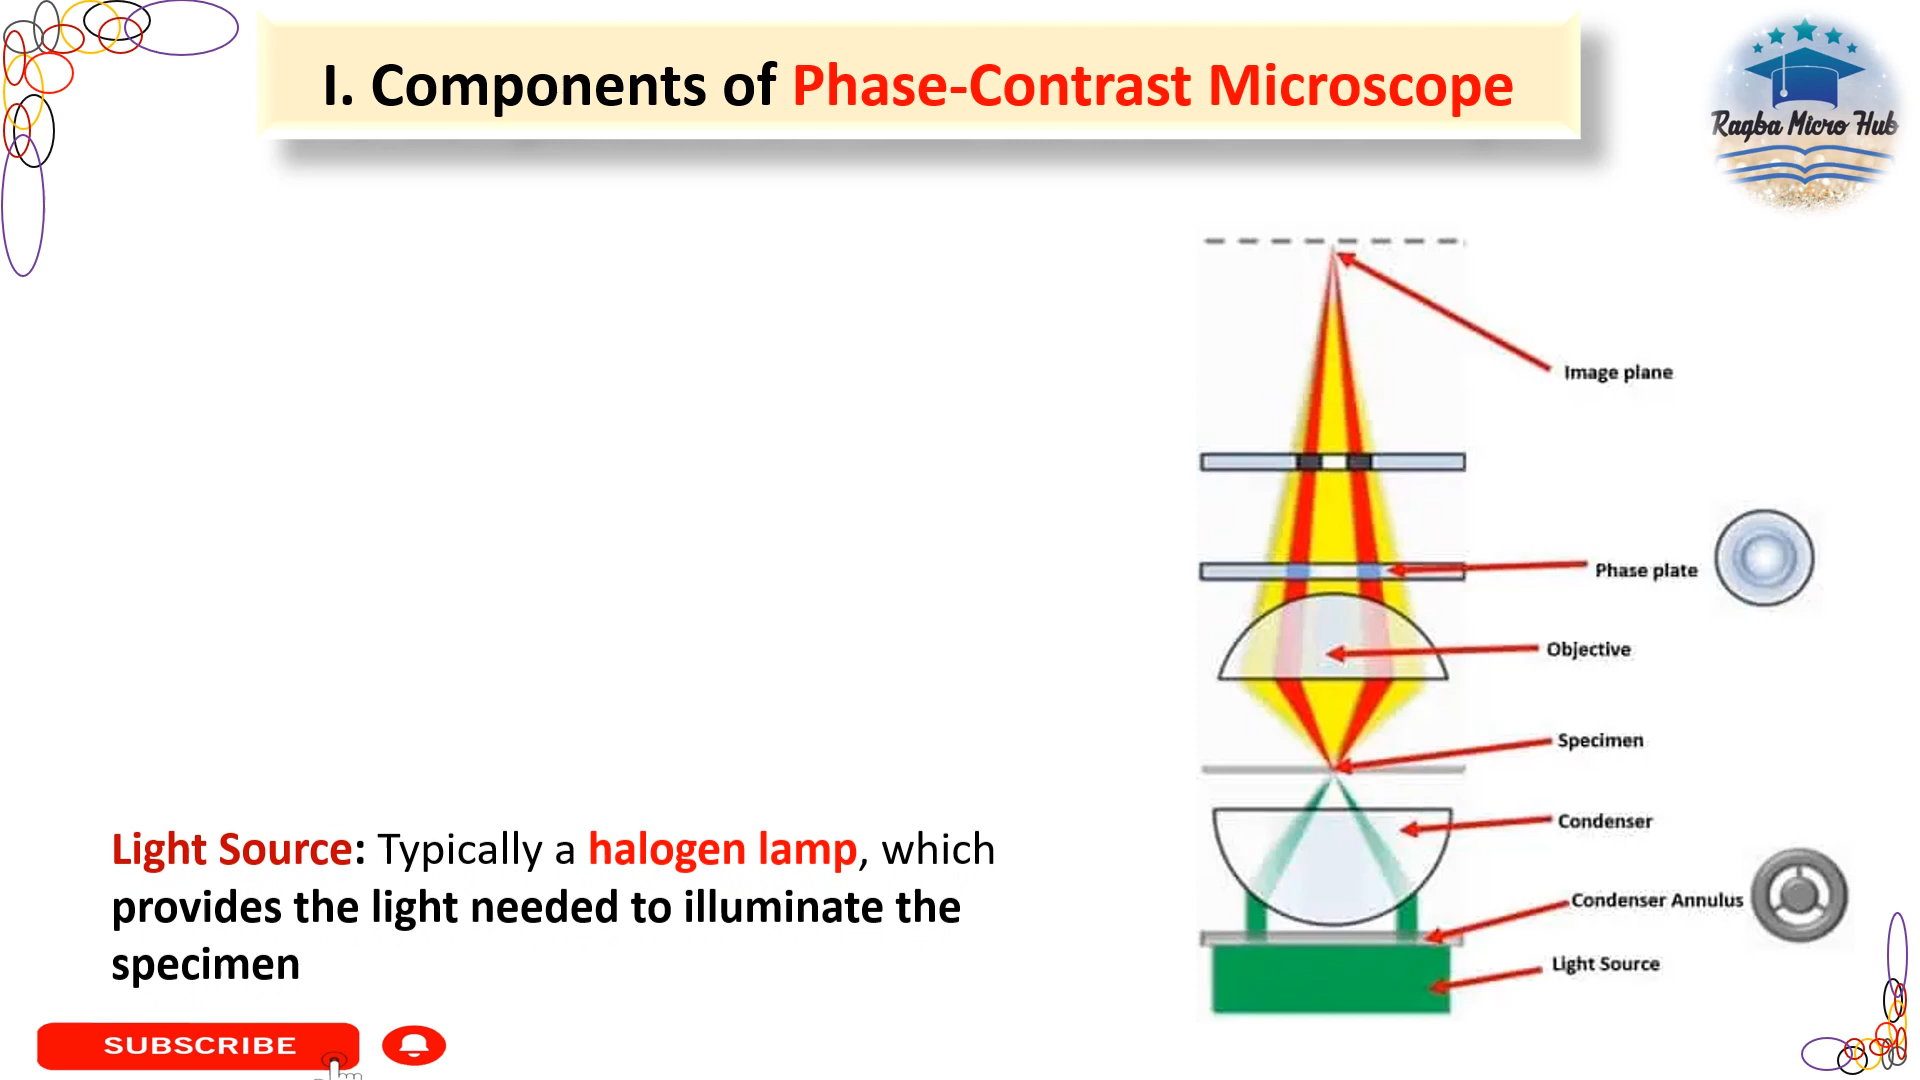 I. Components of Phase-Contrast Microscope
Ragba Micro Hub
Image plane
Phase plate
Objective
Specimen
Condenser
Condenser Annulus
Light Source
Light Source: Typically a halogen lamp, which
provides the light needed to illuminate the
specimen
SUBSCRIBE